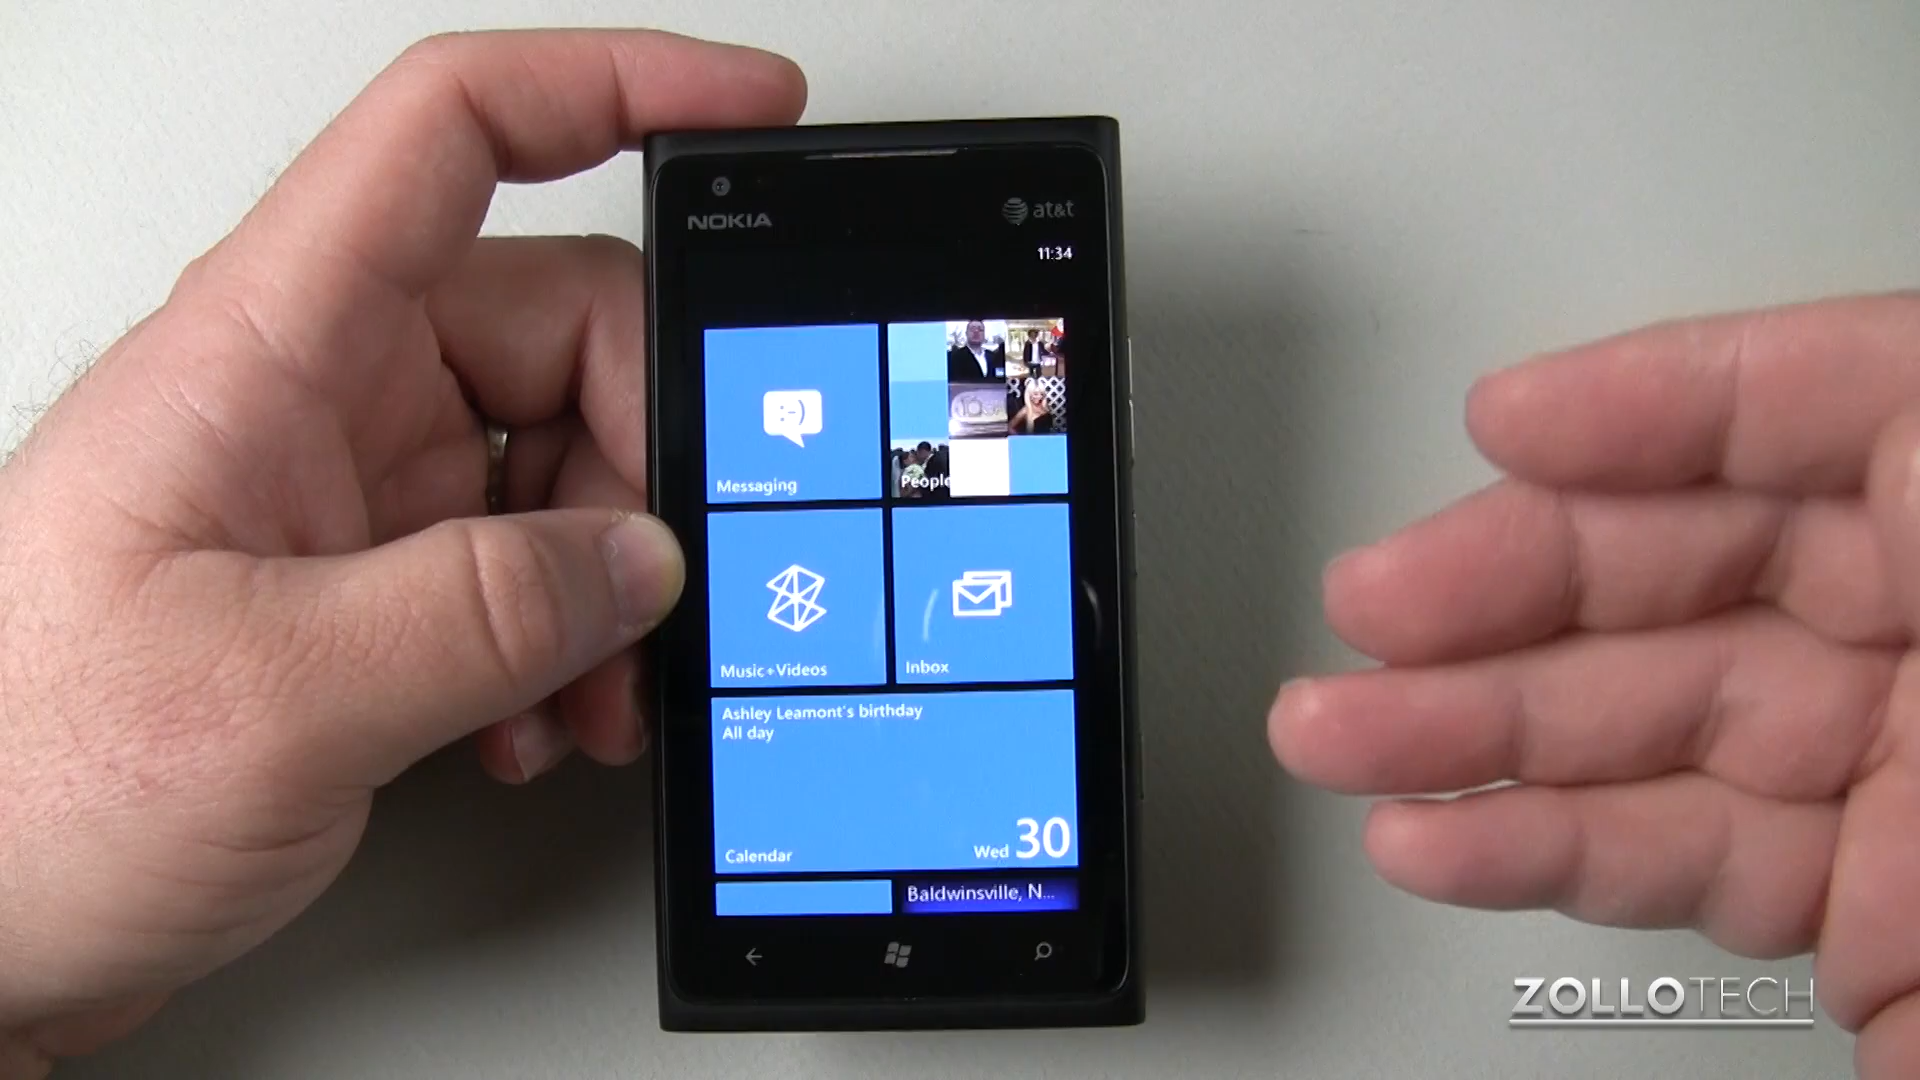 NOKIA
at&t
11:34
:-)
Messaging
People
Music+Videos
Inbox
Ashley Leamont's birthday
All day
Calendar
Wed 30
Baldwinsville, N...
ZOLLOTECH